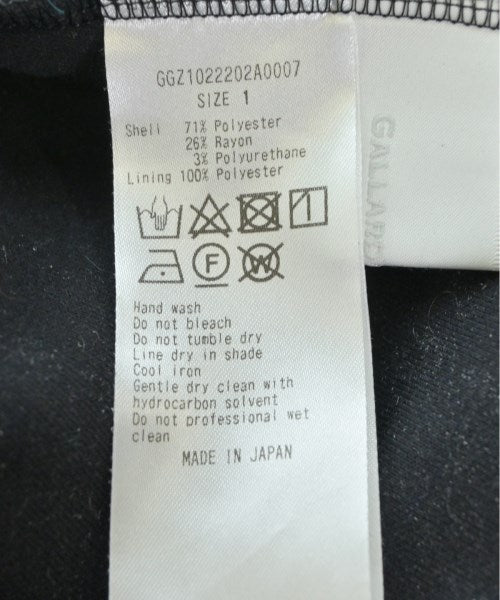 GGZ1022202A0007
SIZE 1
Shell 71% Polyester
26% Rayon
3% Polyurethane
Lining 100% Polyester
F W
Hand wash
Do not bleach
Do not tumble dry
Line dry in shade
Cool iron
Gentle dry clean with
hydrocarbon solvent
Do not professional wet
clean
MADE IN JAPAN